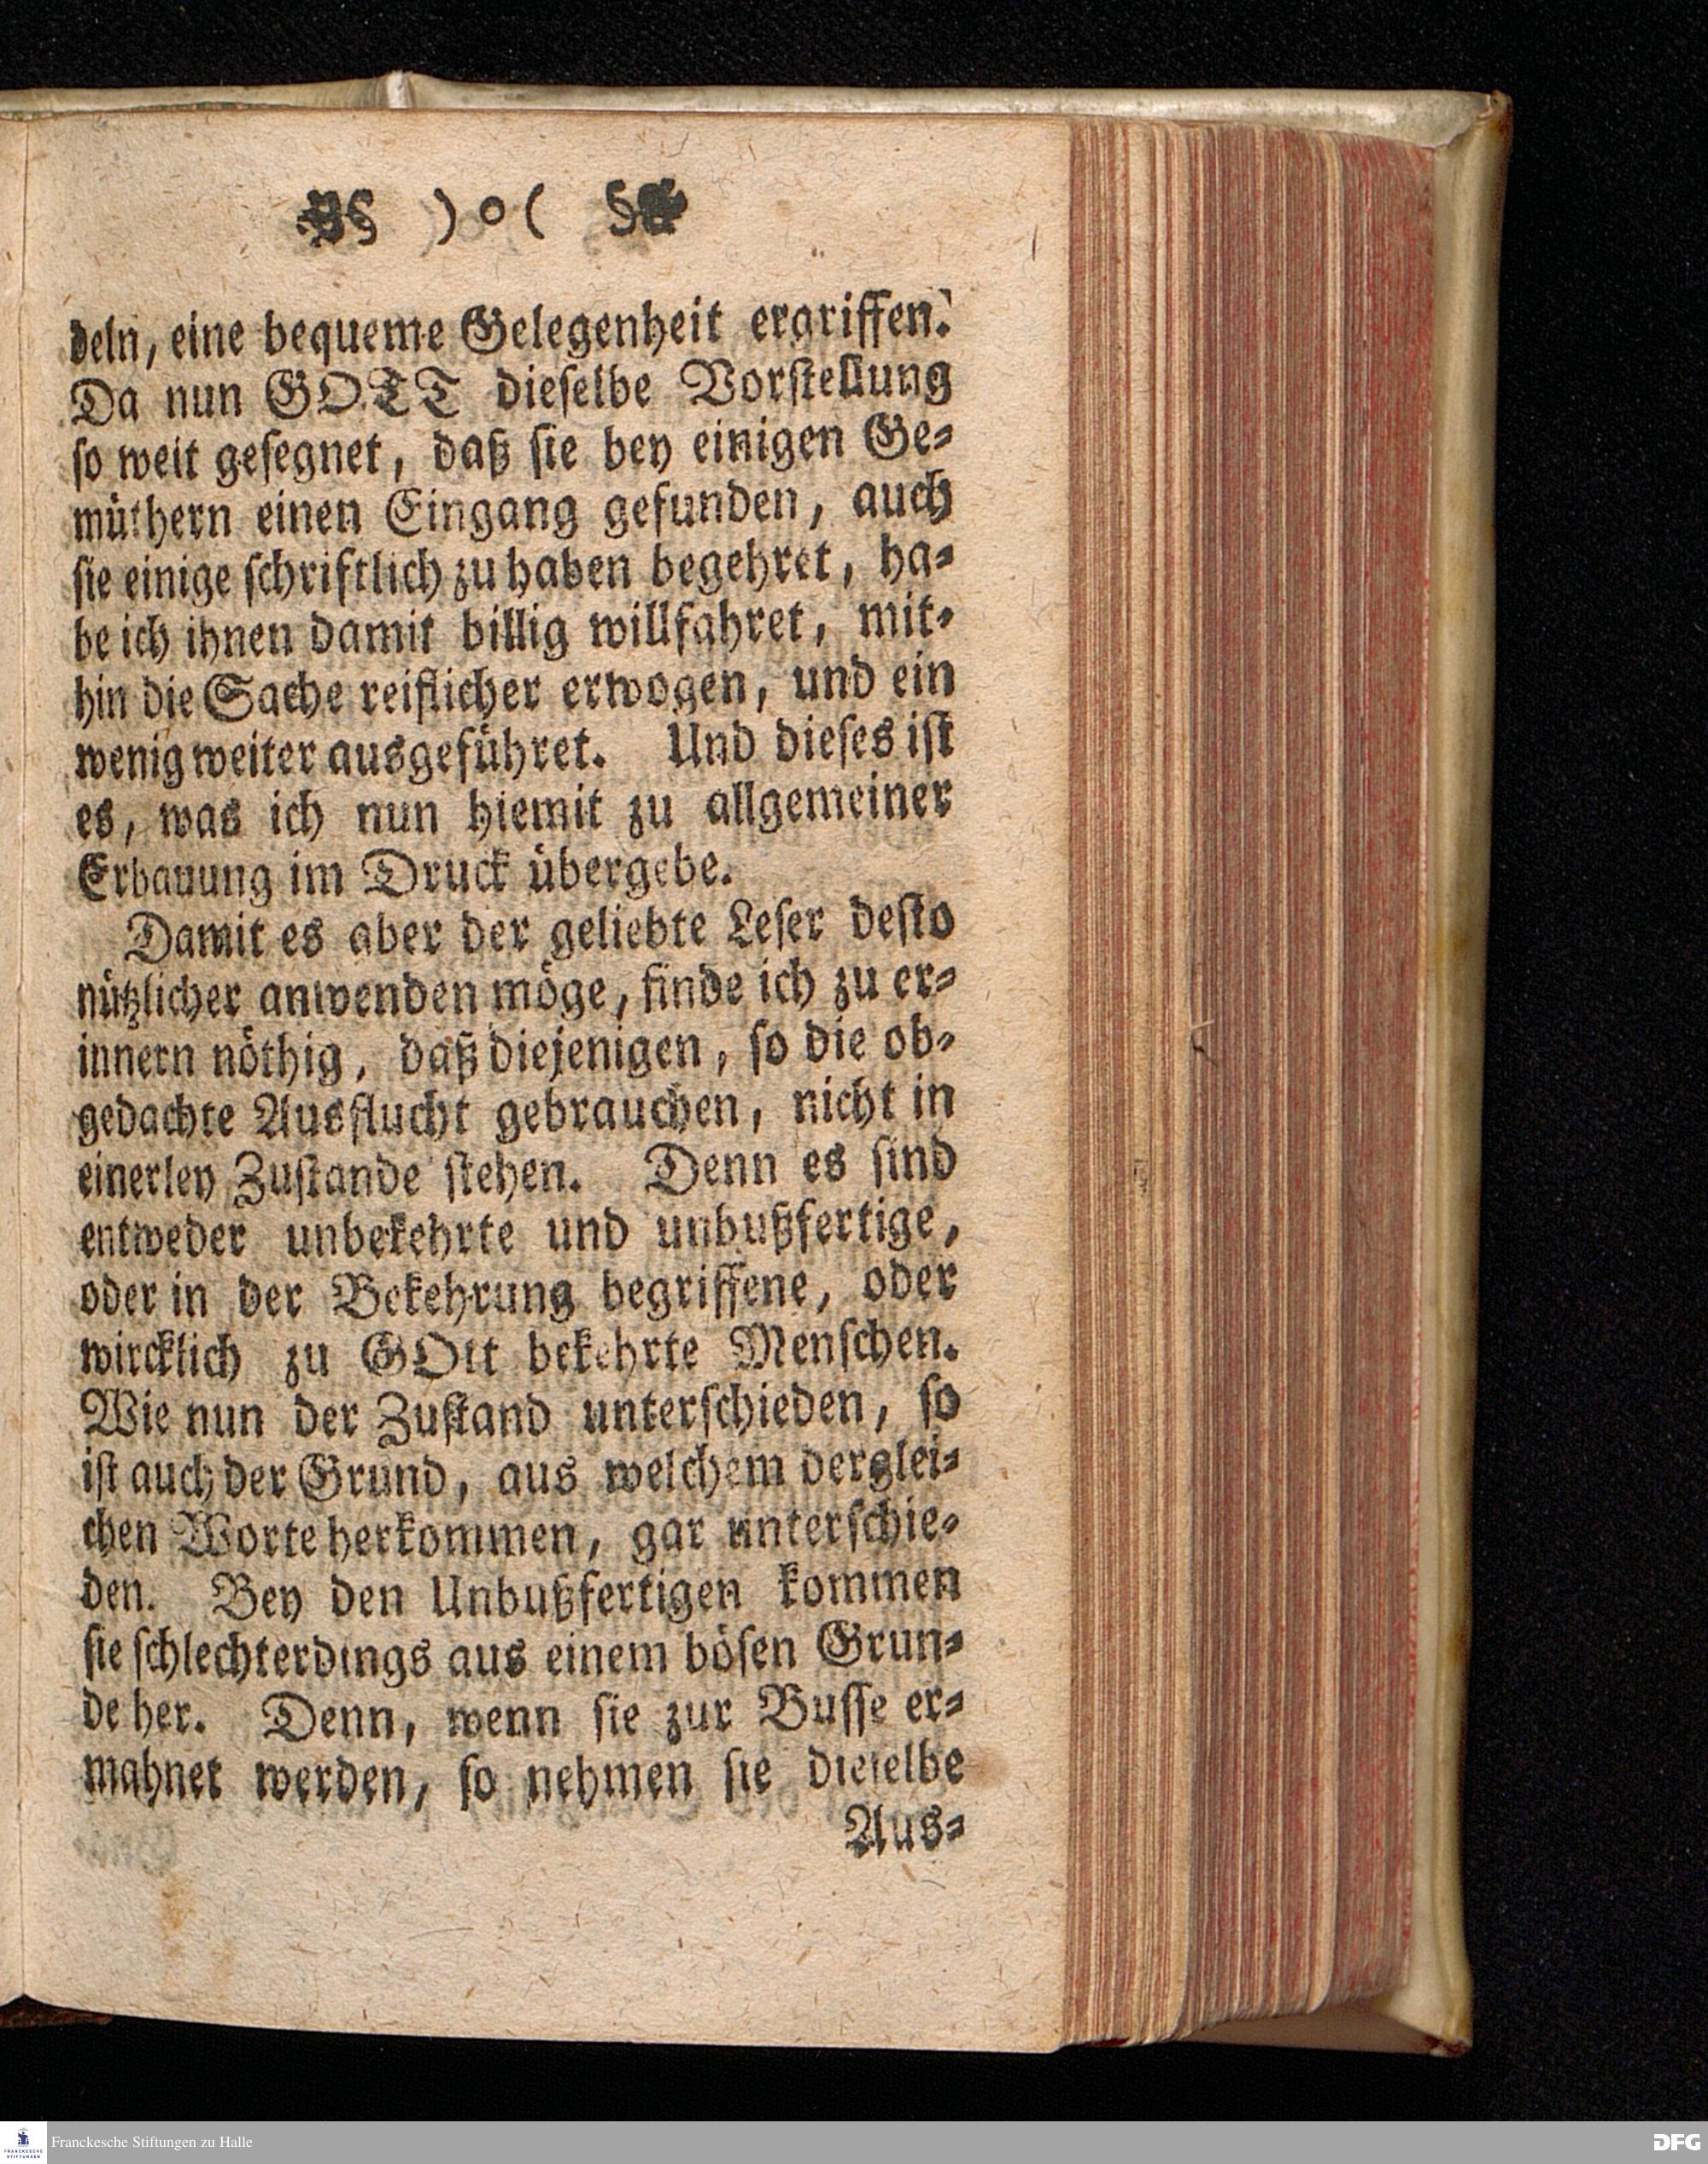 § ) o ( §
deln, eine bequeme Gelegenheit ergriffen.
Da nun GOTT dieselbe Vorstellung
so weit gesegnet, daß sie bey einigen Ge-
müthern einen Eingang gefunden, auch
sie einige schriftlich zu haben begehret, ha-
be ich ihnen damit billig willfahret, mit-
hin die Sache reiflicher erwogen, und ein
wenig weiter ausgeführet. Und dieses ist
es, was ich nun hiemit zu allgemeiner
Erbauung im Druck übergebe.
Damit es aber der geliebte Leser desto
nützlicher anwenden möge, finde ich zu er-
innern nöthig, daß diejenigen, so die ob-
gedachte Ausflucht gebrauchen, nicht in
einerley Zustande stehen. Denn es sind
entweder unbekehrte und unbußfertige,
oder in der Bekehrung begriffene, oder
wircklich zu GOtt bekehrte Menschen.
Wie nun der Zustand unterschieden, so
ist auch der Grund, aus welchem derglei-
chen Worte herkommen, gar unterschie-
den. Bey den Unbußfertigen kommen
sie schlechterdings aus einem bösen Grun-
de her. Denn, wenn sie zur Busse er-
mahnet werden, so nehmen sie dieselbe
Aus-
FRANCKESCHE
STIFTUNGEN
Franckesche Stiftungen zu Halle
DFG